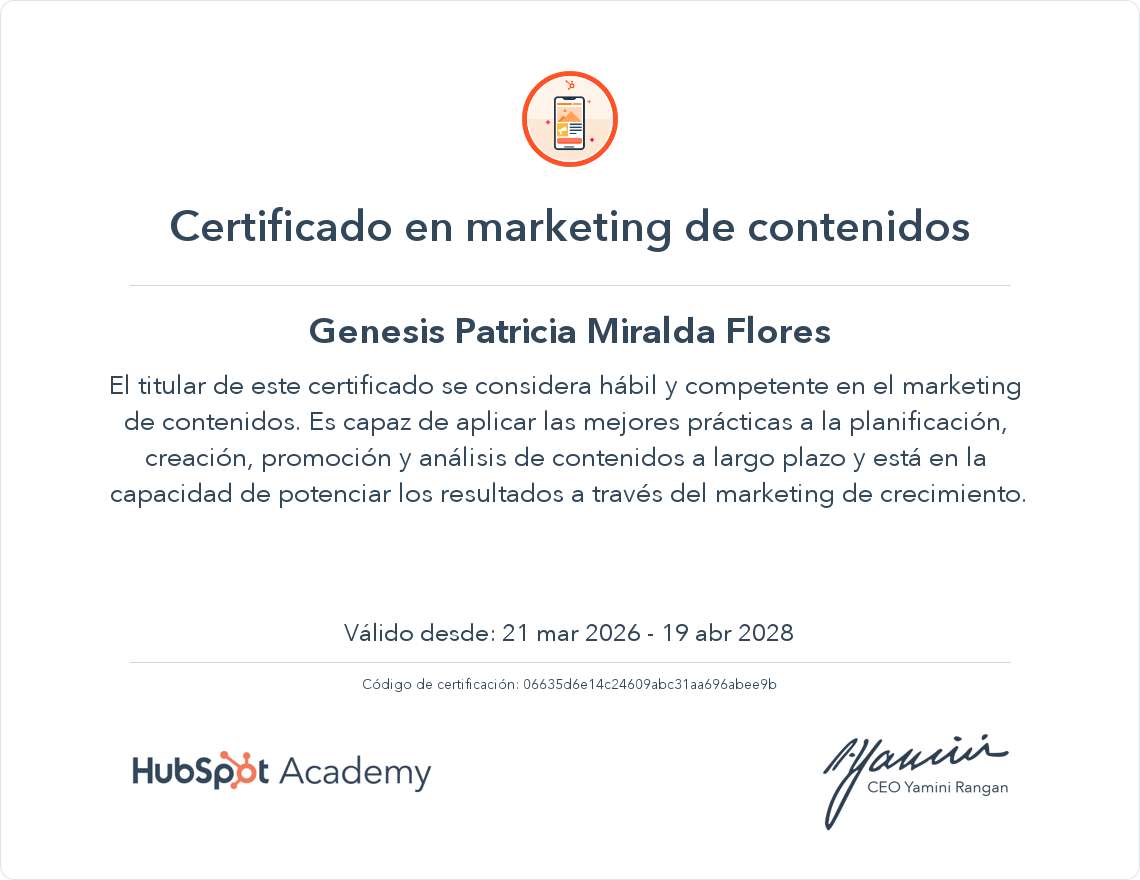 Certificado en marketing de contenidos
Genesis Patricia Miralda Flores
El titular de este certificado se considera hábil y competente en el marketing
de contenidos. Es capaz de aplicar las mejores prácticas a la planificación,
creación, promoción y análisis de contenidos a largo plazo y está en la
capacidad de potenciar los resultados a través del marketing de crecimiento.
Válido desde: 21 mar 2026 - 19 abr 2028
Código de certificación: 06635d6e14c24609abc31aa696abee9b
HubSpot Academy
CEO Yamini Rangan